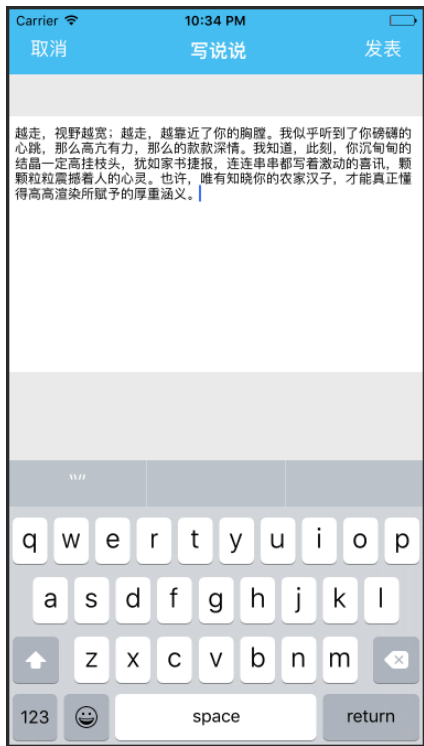 Carrier 10:34 PM
取消 写说说 发表
越走，视野越宽；越走，越靠近了你的胸膛。我似乎听到了你磅礴的
心跳，那么高亢有力，那么的款款深情。我知道，此刻，你沉甸甸的
结晶一定高挂枝头，犹如家书捷报，连连串串都写着激动的喜讯，颗
颗粒粒震撼着人的心灵。也许，唯有知晓你的农家汉子，才能真正懂
得高高渲染所赋予的厚重涵义。
“”
q w e r t y u i o p
a s d f g h j k l
z x c v b n m
123 space return